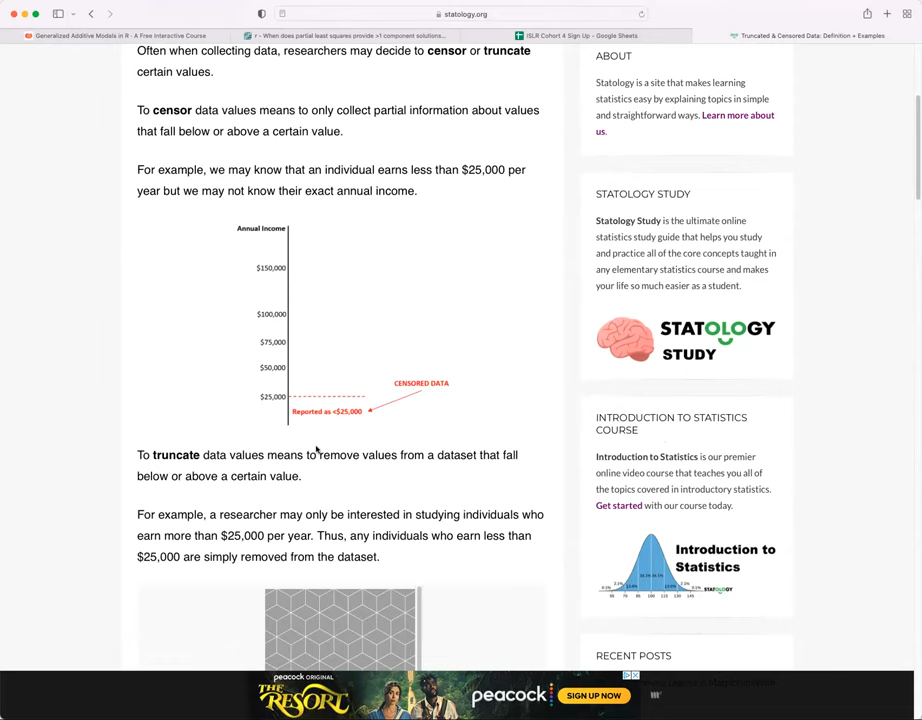 statology.org
Generalized Additive Models in R · A Free Interactive Course
r - When does partial least squares provide >1 component solutions...
ISLR Cohort 4 Sign Up - Google Sheets
Truncated & Censored Data: Definition + Examples
Often when collecting data, researchers may decide to censor or truncate
certain values.
To censor data values means to only collect partial information about values
that fall below or above a certain value.
For example, we may know that an individual earns less than $25,000 per
year but we may not know their exact annual income.
Annual Income
$150,000
$100,000
$75,000
$50,000
$25,000
CENSORED DATA
Reported as <$25,000
To truncate data values means to remove values from a dataset that fall
below or above a certain value.
For example, a researcher may only be interested in studying individuals who
earn more than $25,000 per year. Thus, any individuals who earn less than
$25,000 are simply removed from the dataset.
ABOUT
Statology is a site that makes learning
statistics easy by explaining topics in simple
and straightforward ways. Learn more about
us.
STATOLOGY STUDY
Statology Study is the ultimate online
statistics study guide that helps you study
and practice all of the core concepts taught in
any elementary statistics course and makes
your life so much easier as a student.
STATOLOGY
STUDY
INTRODUCTION TO STATISTICS
COURSE
Introduction to Statistics is our premier
online video course that teaches you all of
the topics covered in introductory statistics.
Get started with our course today.
Introduction to
Statistics
STATOLOGY
55 70 85 100 115 130 145
RECENT POSTS
peacock ORIGINAL
THE RESORT
peacock
SIGN UP NOW